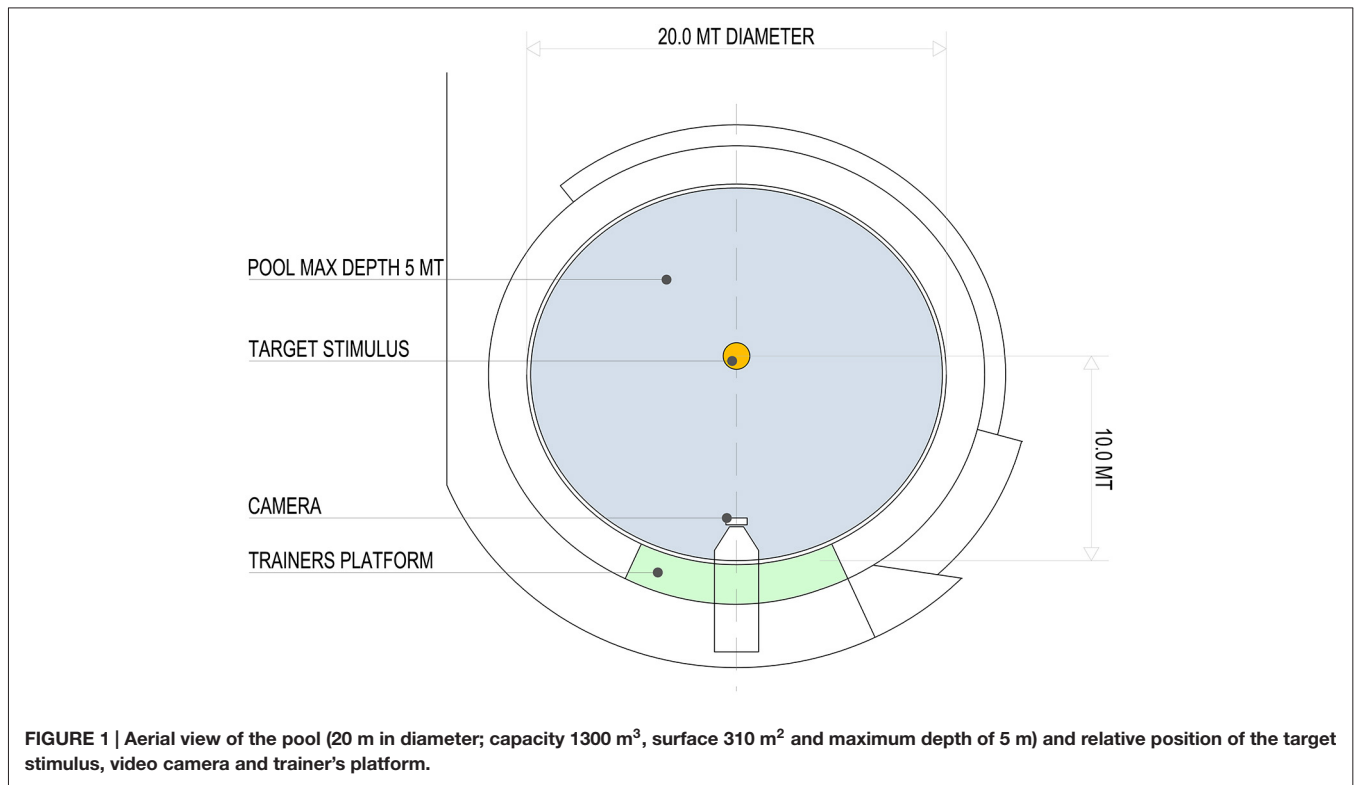 20.0 MT DIAMETER
POOL MAX DEPTH 5 MT
TARGET STIMULUS
10.0 MT
CAMERA
TRAINERS PLATFORM
FIGURE 1 | Aerial view of the pool (20 m in diameter; capacity 1300 m³, surface 310 m² and maximum depth of 5 m) and relative position of the target
stimulus, video camera and trainer's platform.